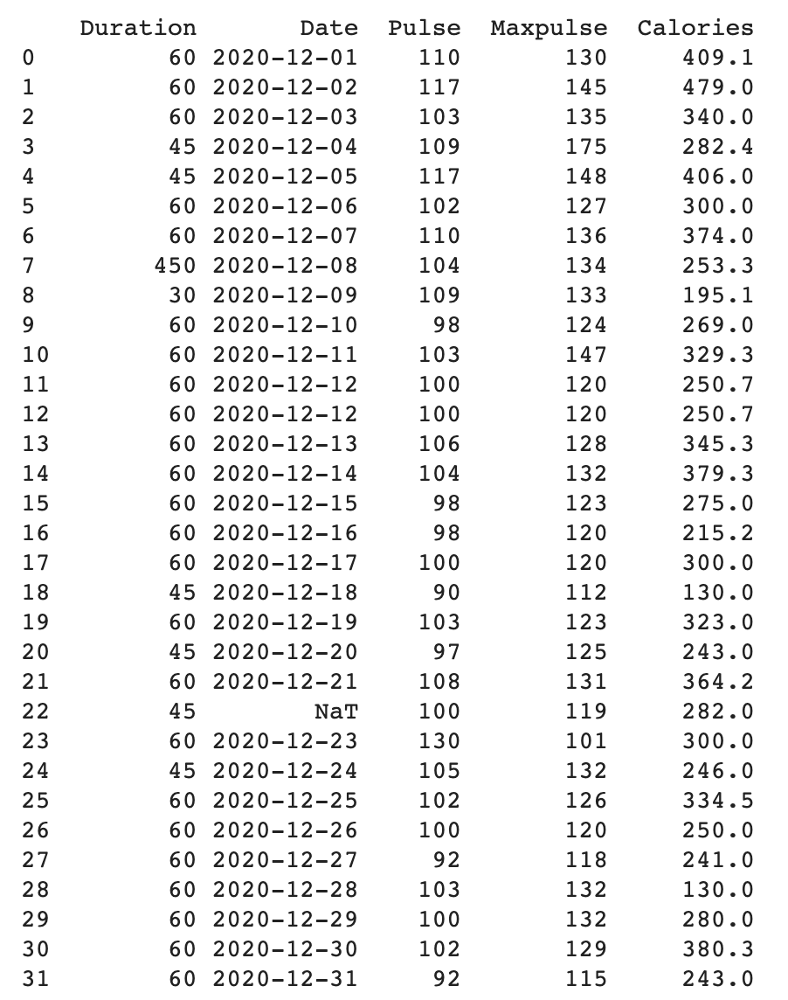 Duration Date Pulse Maxpulse Calories
0 60 2020-12-01 110 130 409.1
1 60 2020-12-02 117 145 479.0
2 60 2020-12-03 103 135 340.0
3 45 2020-12-04 109 175 282.4
4 45 2020-12-05 117 148 406.0
5 60 2020-12-06 102 127 300.0
6 60 2020-12-07 110 136 374.0
7 450 2020-12-08 104 134 253.3
8 30 2020-12-09 109 133 195.1
9 60 2020-12-10 98 124 269.0
10 60 2020-12-11 103 147 329.3
11 60 2020-12-12 100 120 250.7
12 60 2020-12-12 100 120 250.7
13 60 2020-12-13 106 128 345.3
14 60 2020-12-14 104 132 379.3
15 60 2020-12-15 98 123 275.0
16 60 2020-12-16 98 120 215.2
17 60 2020-12-17 100 120 300.0
18 45 2020-12-18 90 112 130.0
19 60 2020-12-19 103 123 323.0
20 45 2020-12-20 97 125 243.0
21 60 2020-12-21 108 131 364.2
22 45 NaT 100 119 282.0
23 60 2020-12-23 130 101 300.0
24 45 2020-12-24 105 132 246.0
25 60 2020-12-25 102 126 334.5
26 60 2020-12-26 100 120 250.0
27 60 2020-12-27 92 118 241.0
28 60 2020-12-28 103 132 130.0
29 60 2020-12-29 100 132 280.0
30 60 2020-12-30 102 129 380.3
31 60 2020-12-31 92 115 243.0